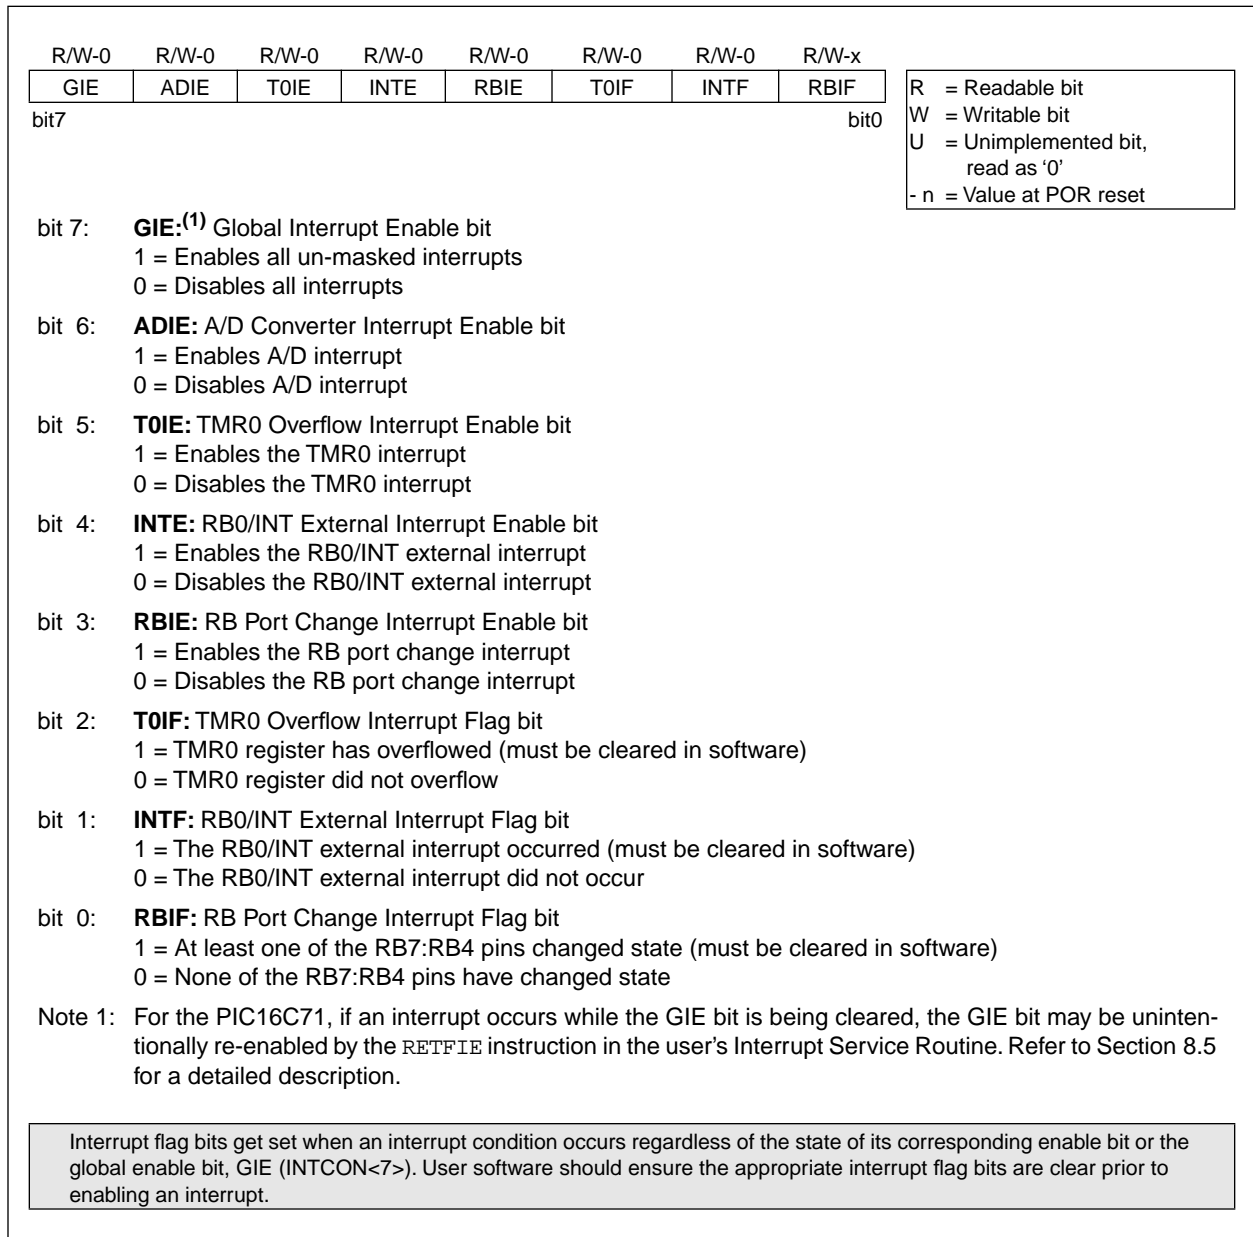 R/W-0 R/W-0 R/W-0 R/W-0 R/W-0 R/W-0 R/W-0 R/W-x
GIE ADIE T0IE INTE RBIE T0IF INTF RBIF
bit7 bit0
R = Readable bit
W = Writable bit
U = Unimplemented bit,
read as ‘0’
- n = Value at POR reset
bit 7: GIE:(1) Global Interrupt Enable bit
1 = Enables all un-masked interrupts
0 = Disables all interrupts
bit 6: ADIE: A/D Converter Interrupt Enable bit
1 = Enables A/D interrupt
0 = Disables A/D interrupt
bit 5: T0IE: TMR0 Overflow Interrupt Enable bit
1 = Enables the TMR0 interrupt
0 = Disables the TMR0 interrupt
bit 4: INTE: RB0/INT External Interrupt Enable bit
1 = Enables the RB0/INT external interrupt
0 = Disables the RB0/INT external interrupt
bit 3: RBIE: RB Port Change Interrupt Enable bit
1 = Enables the RB port change interrupt
0 = Disables the RB port change interrupt
bit 2: T0IF: TMR0 Overflow Interrupt Flag bit
1 = TMR0 register has overflowed (must be cleared in software)
0 = TMR0 register did not overflow
bit 1: INTF: RB0/INT External Interrupt Flag bit
1 = The RB0/INT external interrupt occurred (must be cleared in software)
0 = The RB0/INT external interrupt did not occur
bit 0: RBIF: RB Port Change Interrupt Flag bit
1 = At least one of the RB7:RB4 pins changed state (must be cleared in software)
0 = None of the RB7:RB4 pins have changed state
Note 1: For the PIC16C71, if an interrupt occurs while the GIE bit is being cleared, the GIE bit may be uninten-
tionally re-enabled by the RETFIE instruction in the user's Interrupt Service Routine. Refer to Section 8.5
for a detailed description.
Interrupt flag bits get set when an interrupt condition occurs regardless of the state of its corresponding enable bit or the
global enable bit, GIE (INTCON<7>). User software should ensure the appropriate interrupt flag bits are clear prior to
enabling an interrupt.